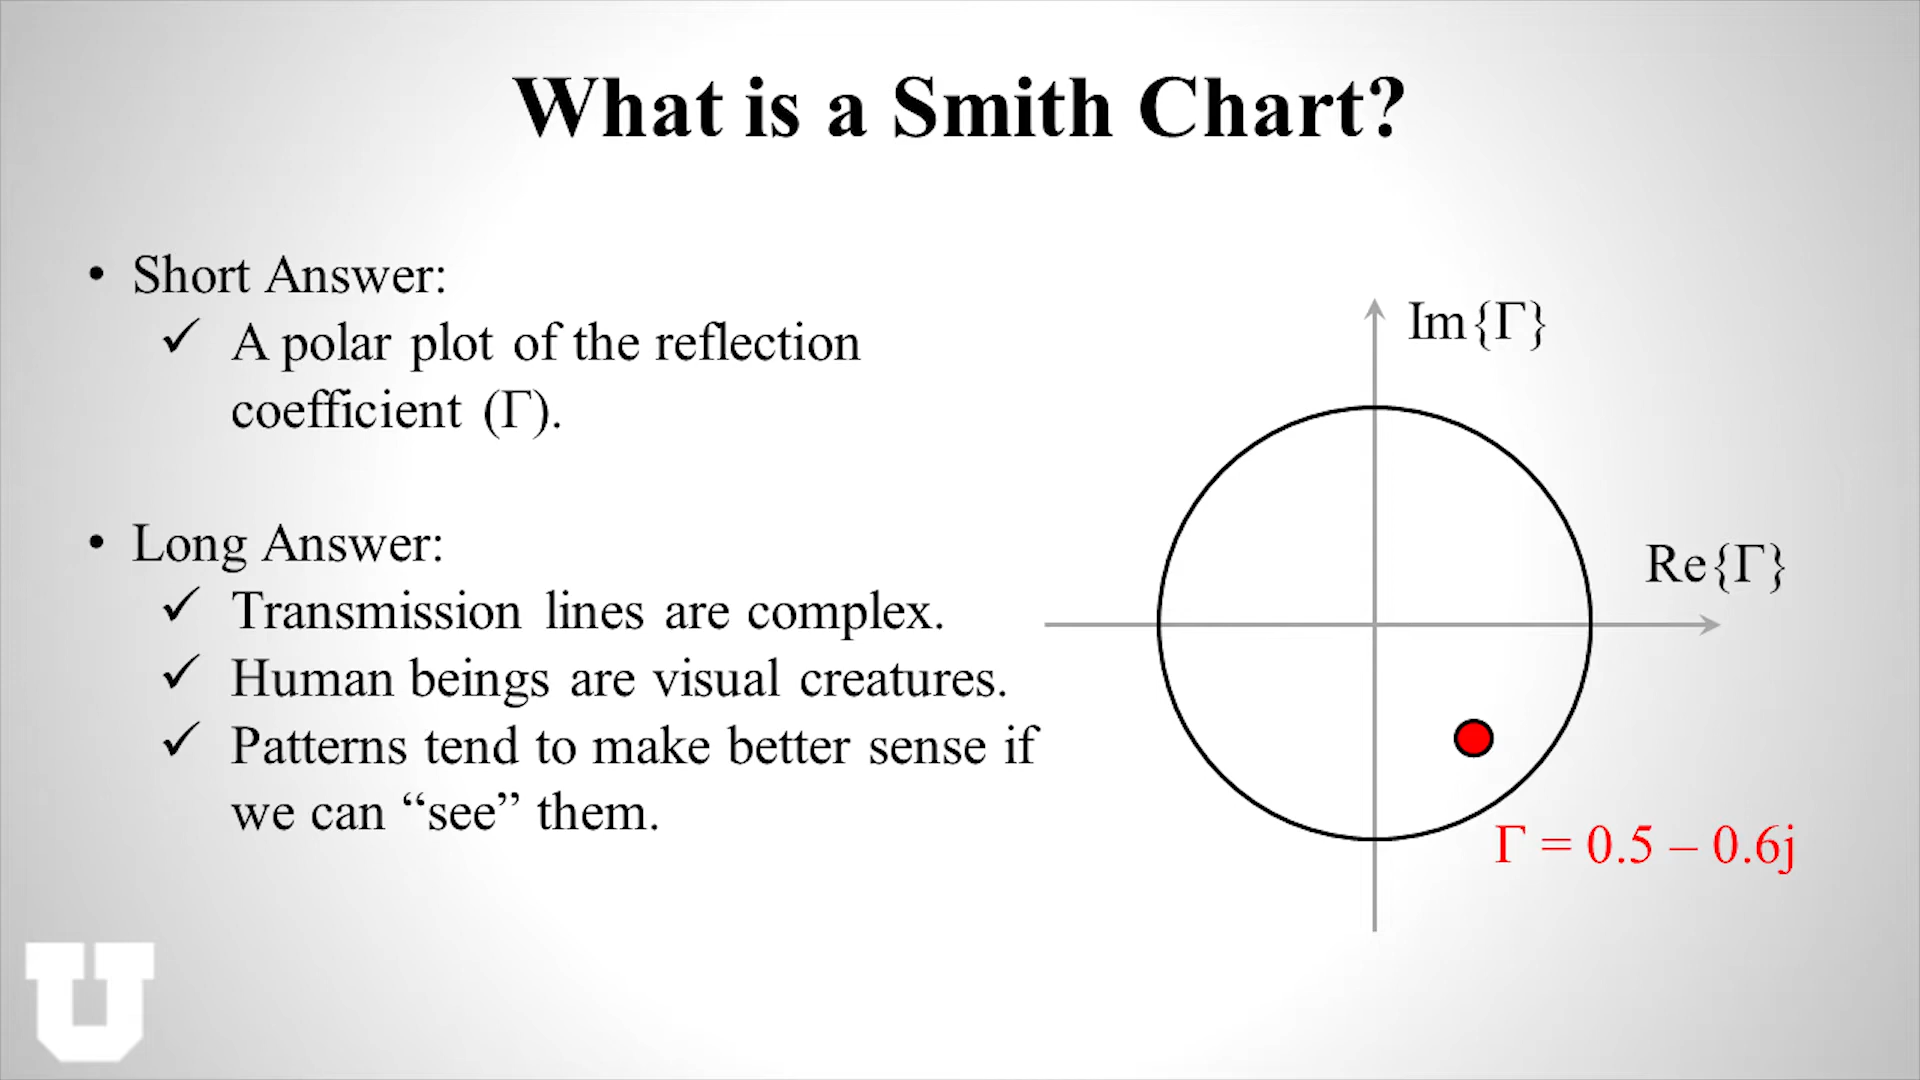 What is a Smith Chart?
• Short Answer:
✓ A polar plot of the reflection
coefficient (Γ).
• Long Answer:
✓ Transmission lines are complex.
✓ Human beings are visual creatures.
✓ Patterns tend to make better sense if
we can “see” them.
Im{Γ}
Re{Γ}
Γ = 0.5 – 0.6j
U